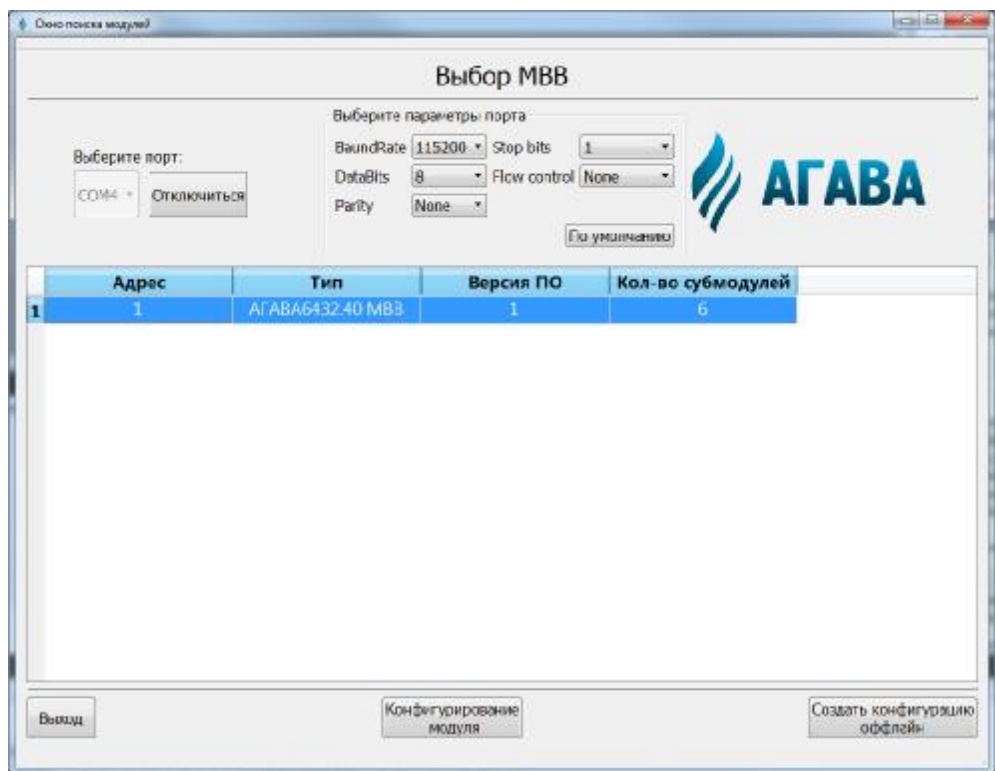 Окно поиска модулей
Выбор МВВ
Выберите параметры порта
Выберите порт:
BaundRate 115200 Stop bits 1
DataBits 8 Flow control None
Parity None
COM4 Отключиться
По умолчанию
АГАВА
Адрес Тип Версия ПО Кол-во субмодулей
1 1 АГАВА6432.40 МВВ 1 6
Выход
Конфигурирование
модуля
Создать конфигурацию
оффлайн